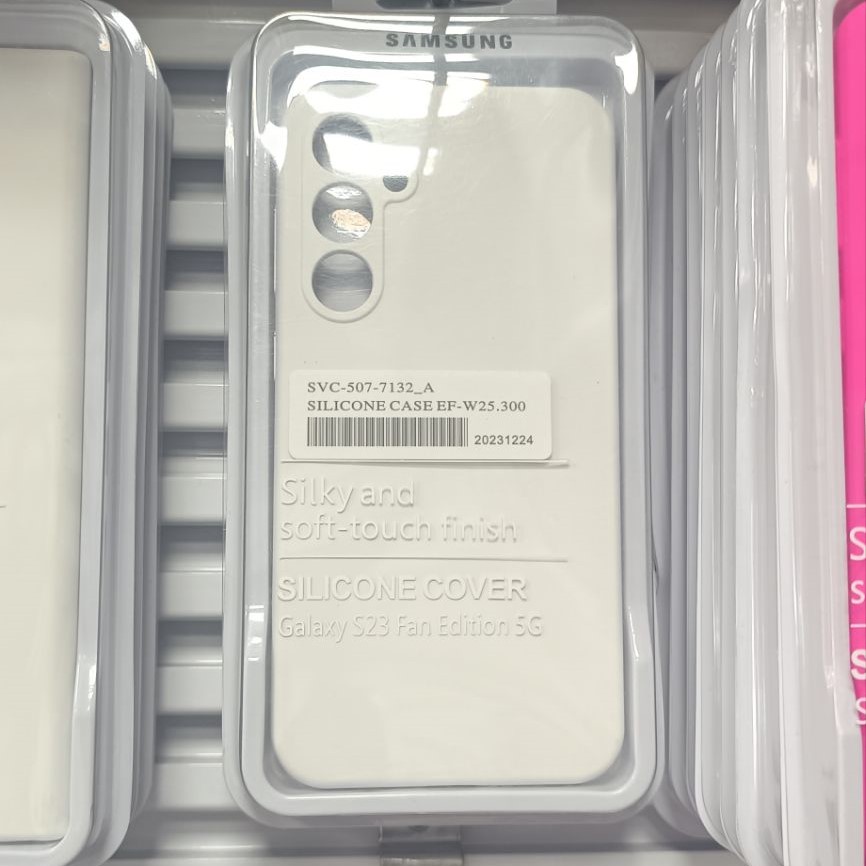 SAMSUNG
SVC-507-7132_A
SILICONE CASE EF-W25.300
20231224
Silky and
soft-touch finish
SILICONE COVER
Galaxy S23 Fan Edition 5G
S
s
S